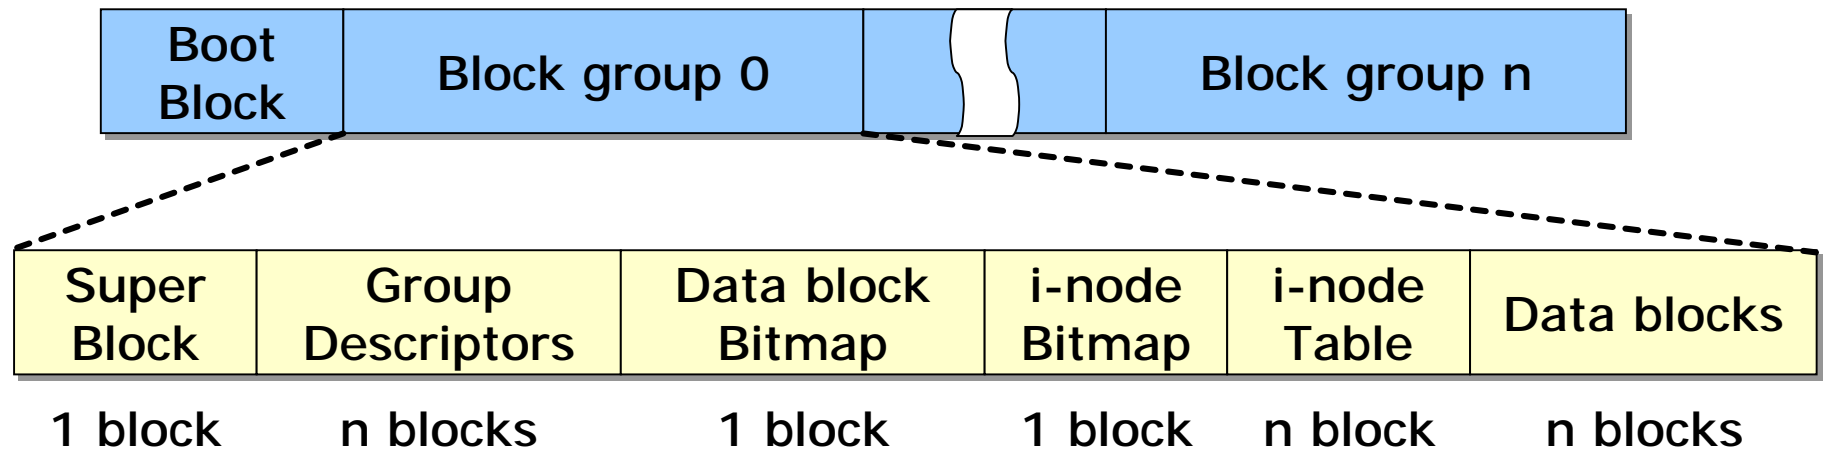 Boot
Block
Block group 0
Block group n
Super
Block
Group
Descriptors
Data block
Bitmap
i-node
Bitmap
i-node
Table
Data blocks
1 block
n blocks
1 block
1 block
n block
n blocks